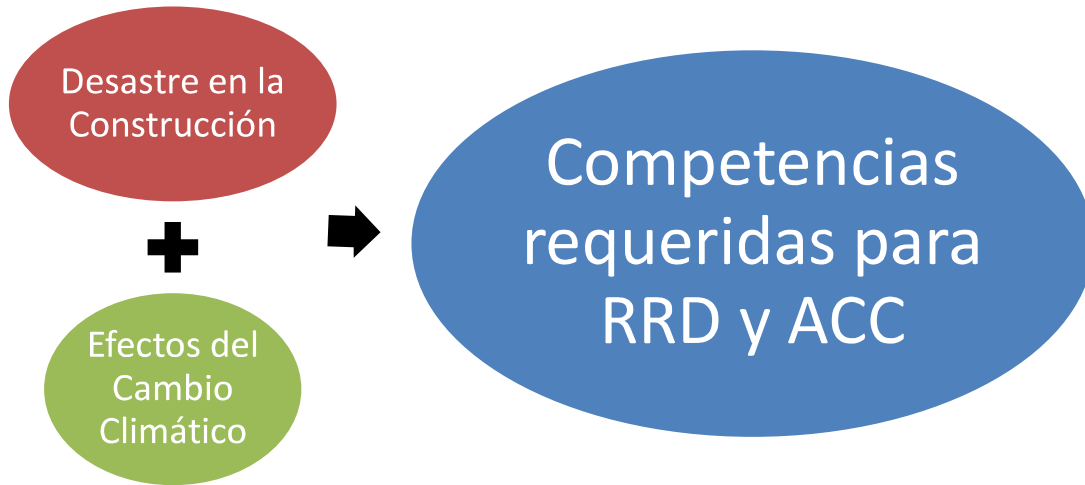 Desastre en la
Construcción
Efectos del
Cambio
Climático
Competencias
requeridas para
RRD y ACC